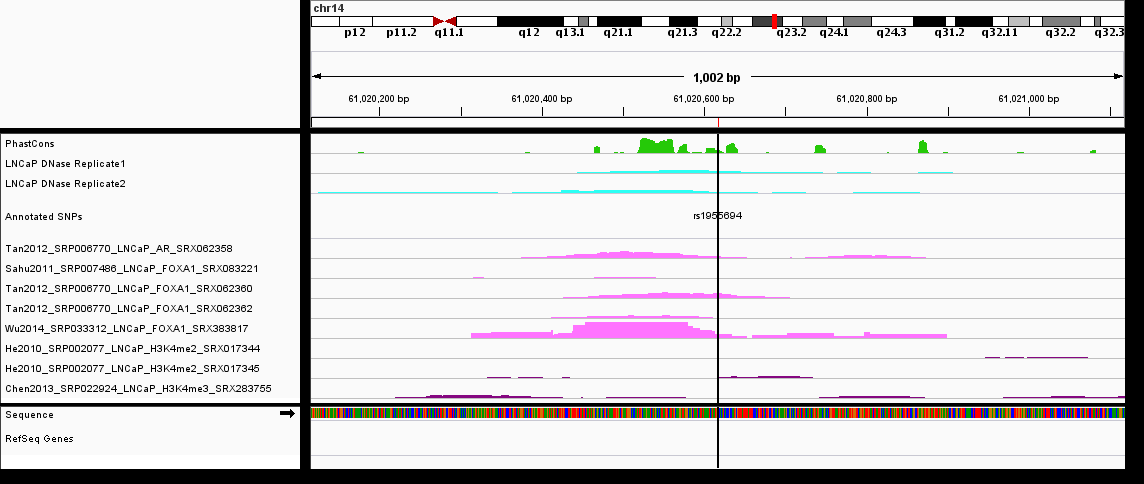 chr14
p12 p11.2 q11.1 q12 q13.1 q21.1 q21.3 q22.2 q23.2 q24.1 q24.3 q31.2 q32.11 q32.2 q32.3
1,002 bp
61,020,200 bp 61,020,400 bp 61,020,600 bp 61,020,800 bp 61,021,000 bp
PhastCons
LNCaP DNase Replicate1
LNCaP DNase Replicate2
Annotated SNPs rs1955694
Tan2012_SRP006770_LNCaP_AR_SRX062358
Sahu2011_SRP007486_LNCaP_FOXA1_SRX083221
Tan2012_SRP006770_LNCaP_FOXA1_SRX062360
Tan2012_SRP006770_LNCaP_FOXA1_SRX062362
Wu2014_SRP033312_LNCaP_FOXA1_SRX383817
He2010_SRP002077_LNCaP_H3K4me2_SRX017344
He2010_SRP002077_LNCaP_H3K4me2_SRX017345
Chen2013_SRP022924_LNCaP_H3K4me3_SRX283755
Sequence
RefSeq Genes